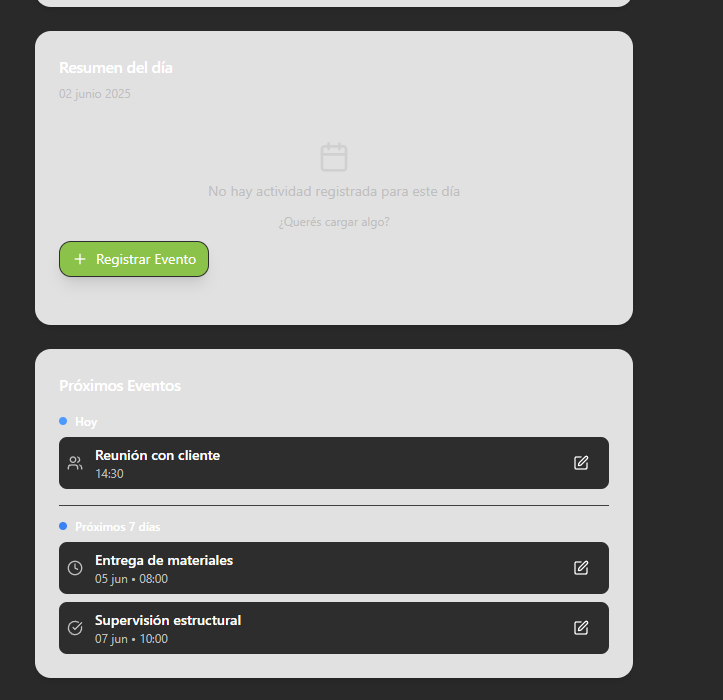 Resumen del día
02 junio 2025
No hay actividad registrada para este día
¿Querés cargar algo?
Registrar Evento
Próximos Eventos
Hoy
Reunión con cliente
14:30
Próximos 7 días
Entrega de materiales
05 jun • 08:00
Supervisión estructural
07 jun • 10:00